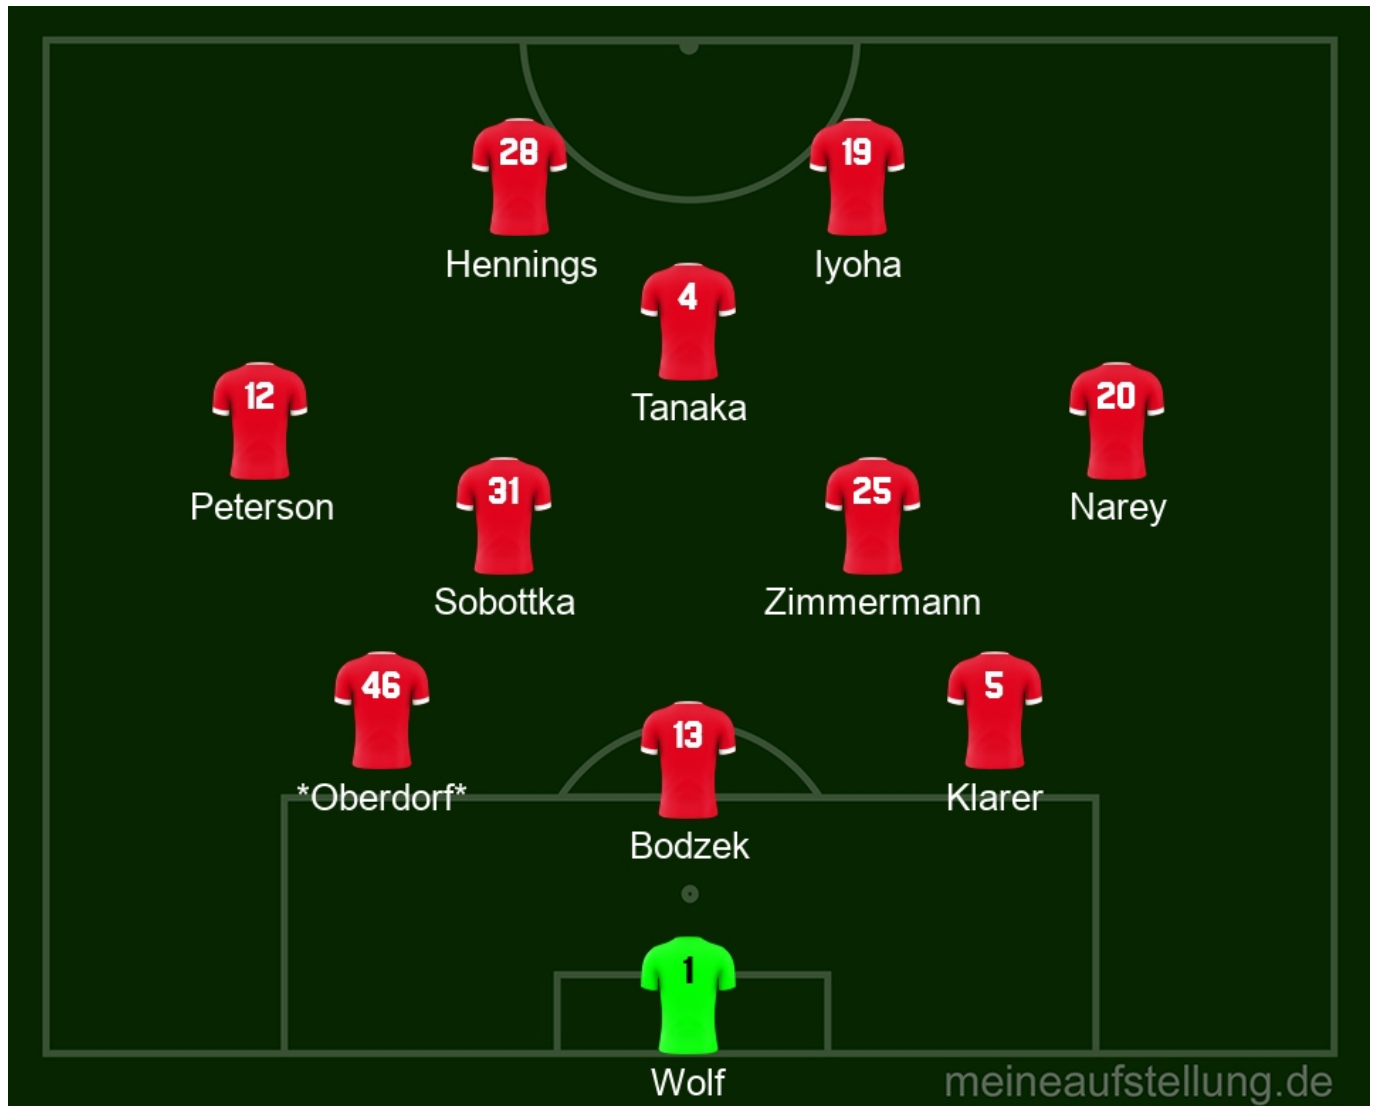 28
Hennings
19
Iyoha
4
Tanaka
12
Peterson
20
Narey
31
Sobottka
25
Zimmermann
46
*Oberdorf*
13
Bodzek
5
Klarer
1
Wolf
meineaufstellung.de